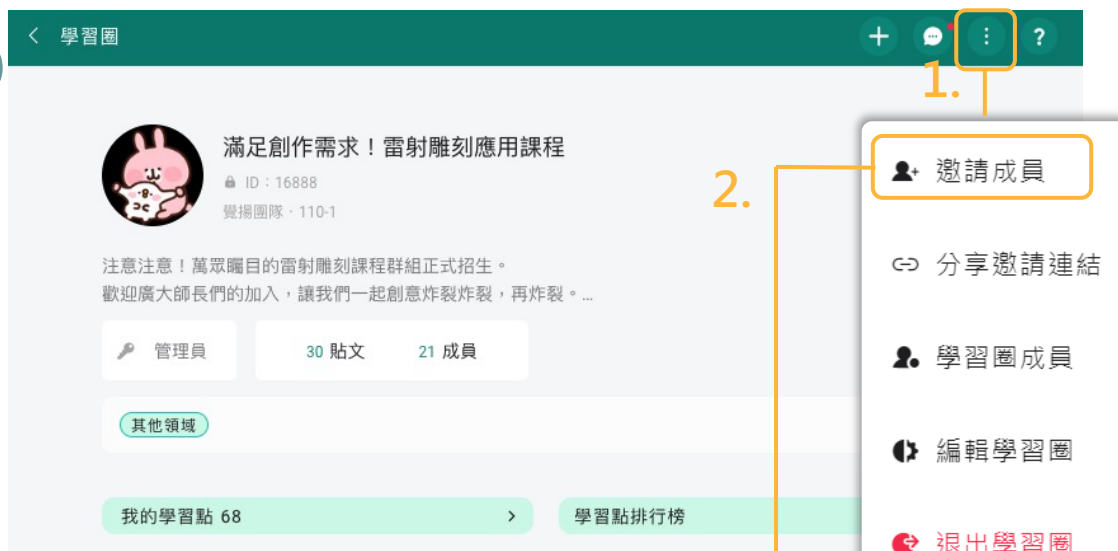 學習圈
?
1.
滿足創作需求！雷射雕刻應用課程
ID：16888
覺揚團隊 · 110-1
注意注意！萬眾矚目的雷射雕刻課程群組正式招生。
歡迎廣大師長們的加入，讓我們一起創意炸裂炸裂，再炸裂。...
管理員
30 貼文
21 成員
其他領域
我的學習點 68
學習點排行榜
2.
邀請成員
分享邀請連結
學習圈成員
編輯學習圈
退出學習圈